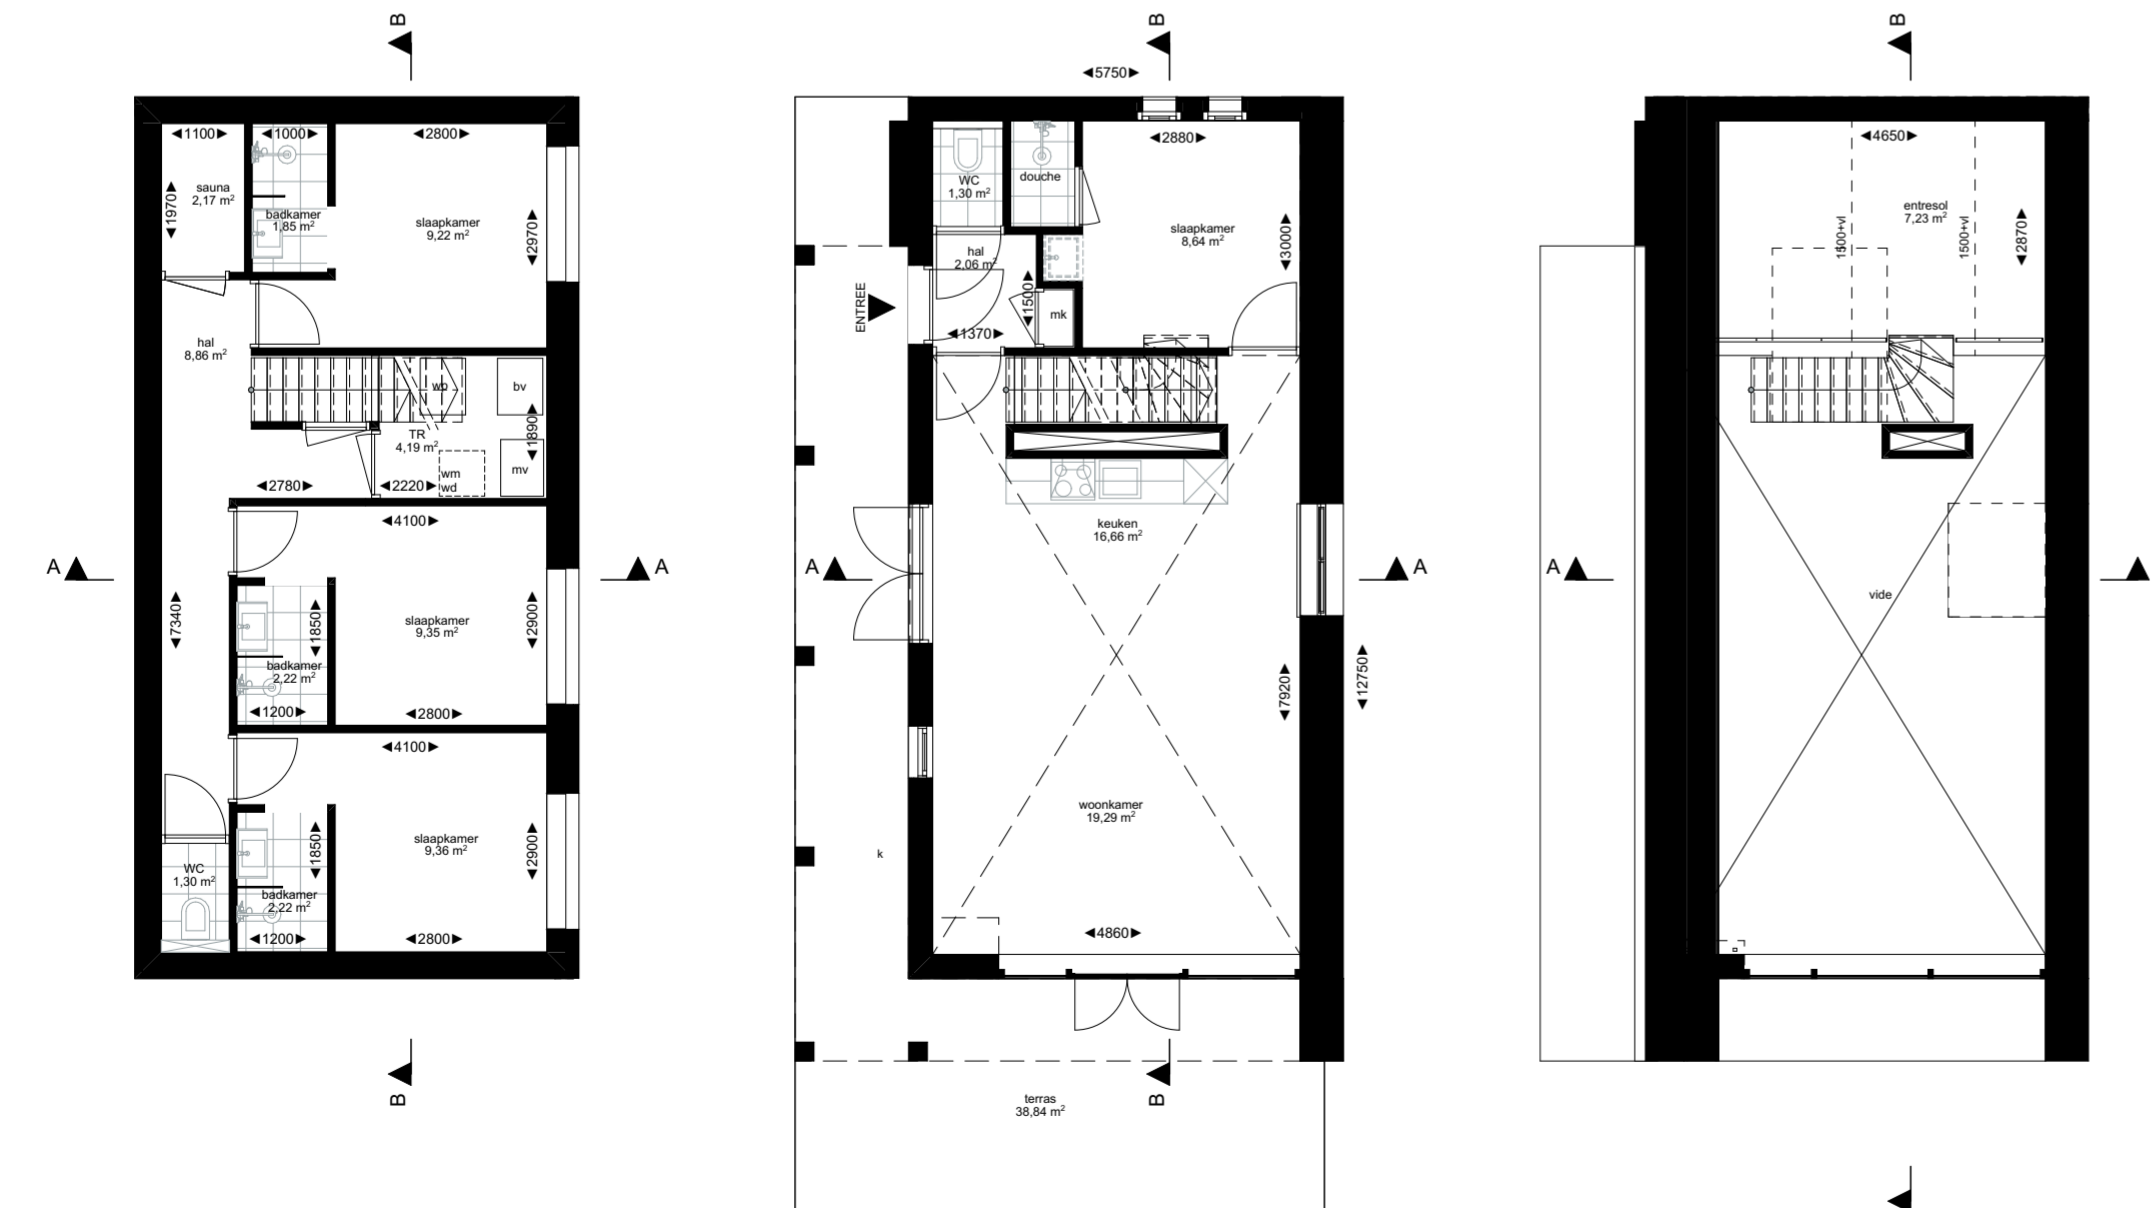 B
1100
1000
2800
1970
sauna
2,17 m²
badkamer
1,85 m²
slaapkamer
9,22 m²
2970
hal
8,86 m²
wp
bv
TR
4,19 m²
1890
wm
wd
mv
2780
2220
4100
A
A
7340
1850
slaapkamer
9,35 m²
2900
badkamer
2,22 m²
1200
2800
4100
1850
slaapkamer
9,36 m²
2900
WC
1,30 m²
badkamer
2,22 m²
1200
2800
B
B
5750
2880
WC
1,30 m²
douche
slaapkamer
8,64 m²
3000
hal
2,06 m²
ENTREE
1500
mk
1370
keuken
16,66 m²
A
A
7920
12750
woonkamer
19,29 m²
k
4860
terras
38,84 m²
B
B
4650
entresol
7,23 m²
1500+vl
1500+vl
2870
A
vide